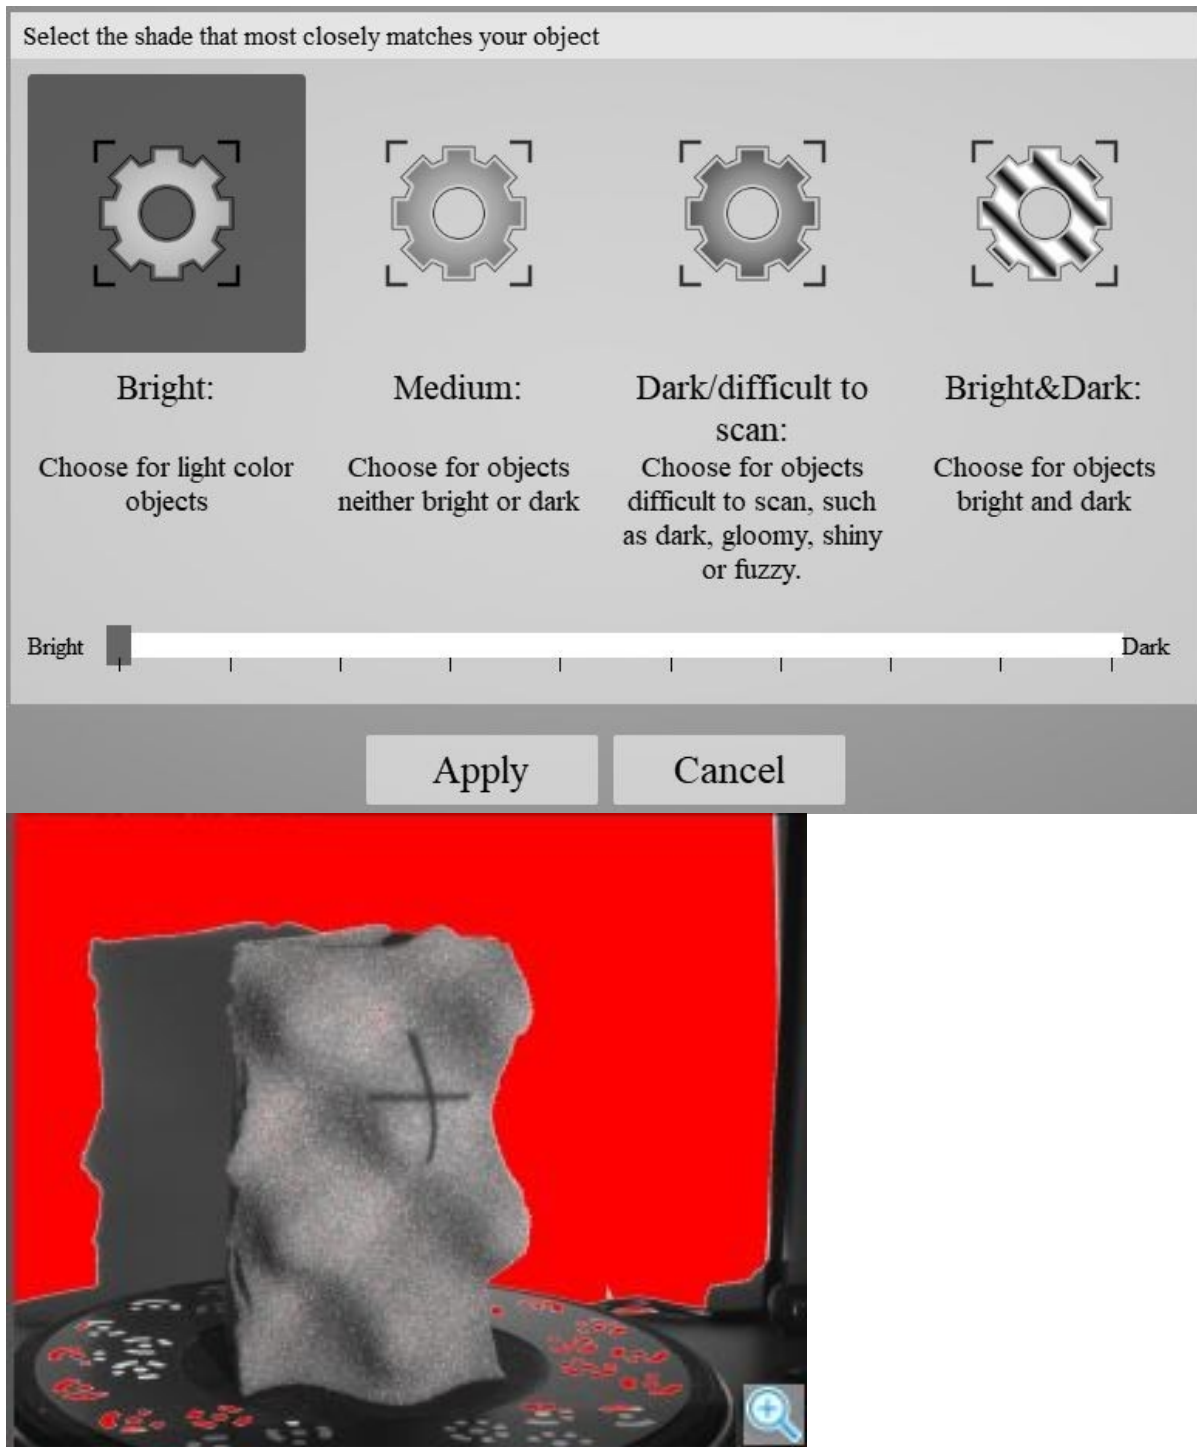 Select the shade that most closely matches your object
Bright:
Medium:
Dark/difficult to
scan:
Bright&Dark:
Choose for light color
objects
Choose for objects
neither bright or dark
Choose for objects
difficult to scan, such
as dark, gloomy, shiny
or fuzzy.
Choose for objects
bright and dark
Bright
Dark
Apply
Cancel